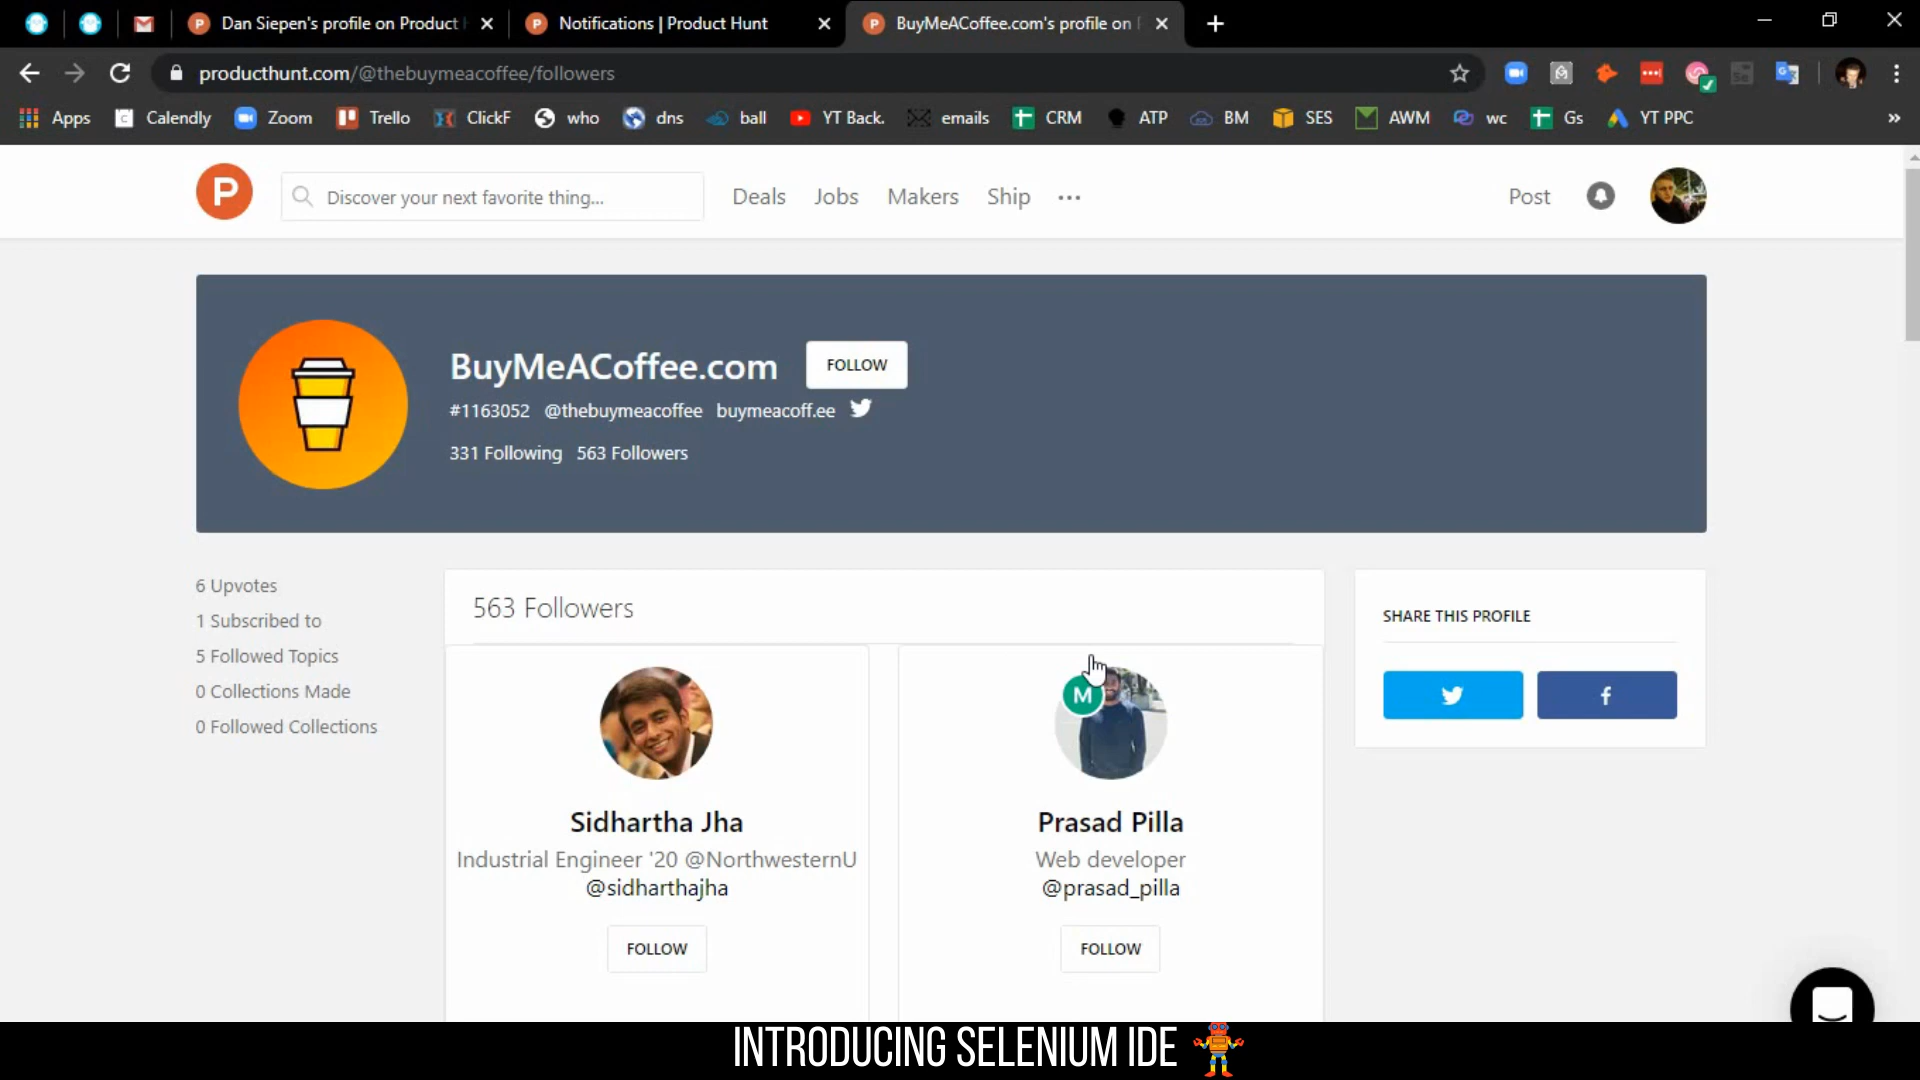 Dan Siepen's profile on Product
Notifications | Product Hunt
BuyMeACoffee.com's profile on
producthunt.com/@thebuymeacoffee/followers
Apps
Calendly
Zoom
Trello
ClickF
who
dns
ball
YT Back.
emails
CRM
ATP
BM
SES
AWM
wc
Gs
YT PPC
»
P
Discover your next favorite thing...
Deals
Jobs
Makers
Ship
Post
BuyMeACoffee.com
FOLLOW
#1163052 @thebuymeacoffee buymeacoff.ee
331 Following 563 Followers
6 Upvotes
1 Subscribed to
5 Followed Topics
0 Collections Made
0 Followed Collections
563 Followers
M
Sidhartha Jha
Industrial Engineer '20 @NorthwesternU
@sidharthajha
FOLLOW
Prasad Pilla
Web developer
@prasad_pilla
FOLLOW
SHARE THIS PROFILE
INTRODUCING SELENIUM IDE